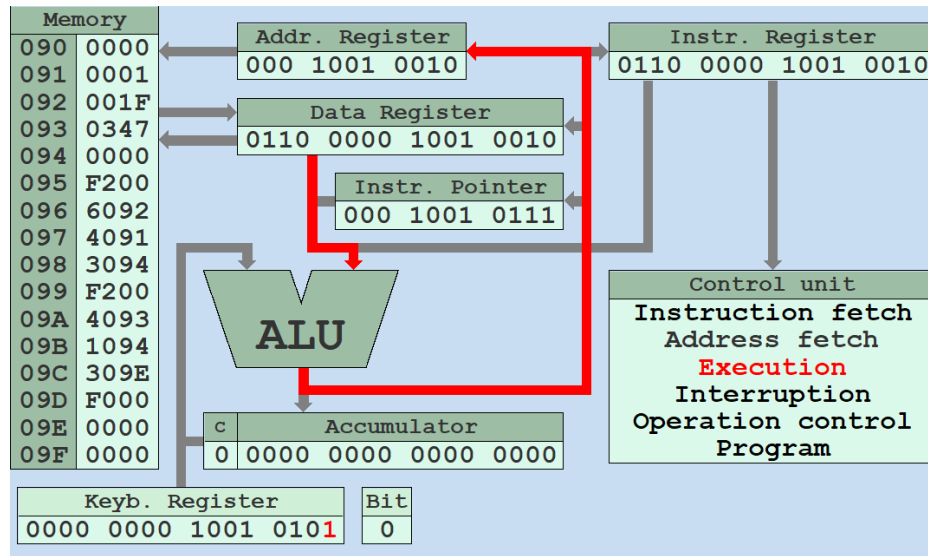 Memory
090 0000
091 0001
092 001F
093 0347
094 0000
095 F200
096 6092
097 4091
098 3094
099 F200
09A 4093
09B 1094
09C 309E
09D F000
09E 0000
09F 0000
Addr. Register
000 1001 0010
Instr. Register
0110 0000 1001 0010
Data Register
0110 0000 1001 0010
Instr. Pointer
000 1001 0111
ALU
Control unit
Instruction fetch
Address fetch
Execution
Interruption
Operation control
Program
C Accumulator
0 0000 0000 0000 0000
Keyb. Register
0000 0000 1001 0101
Bit
0